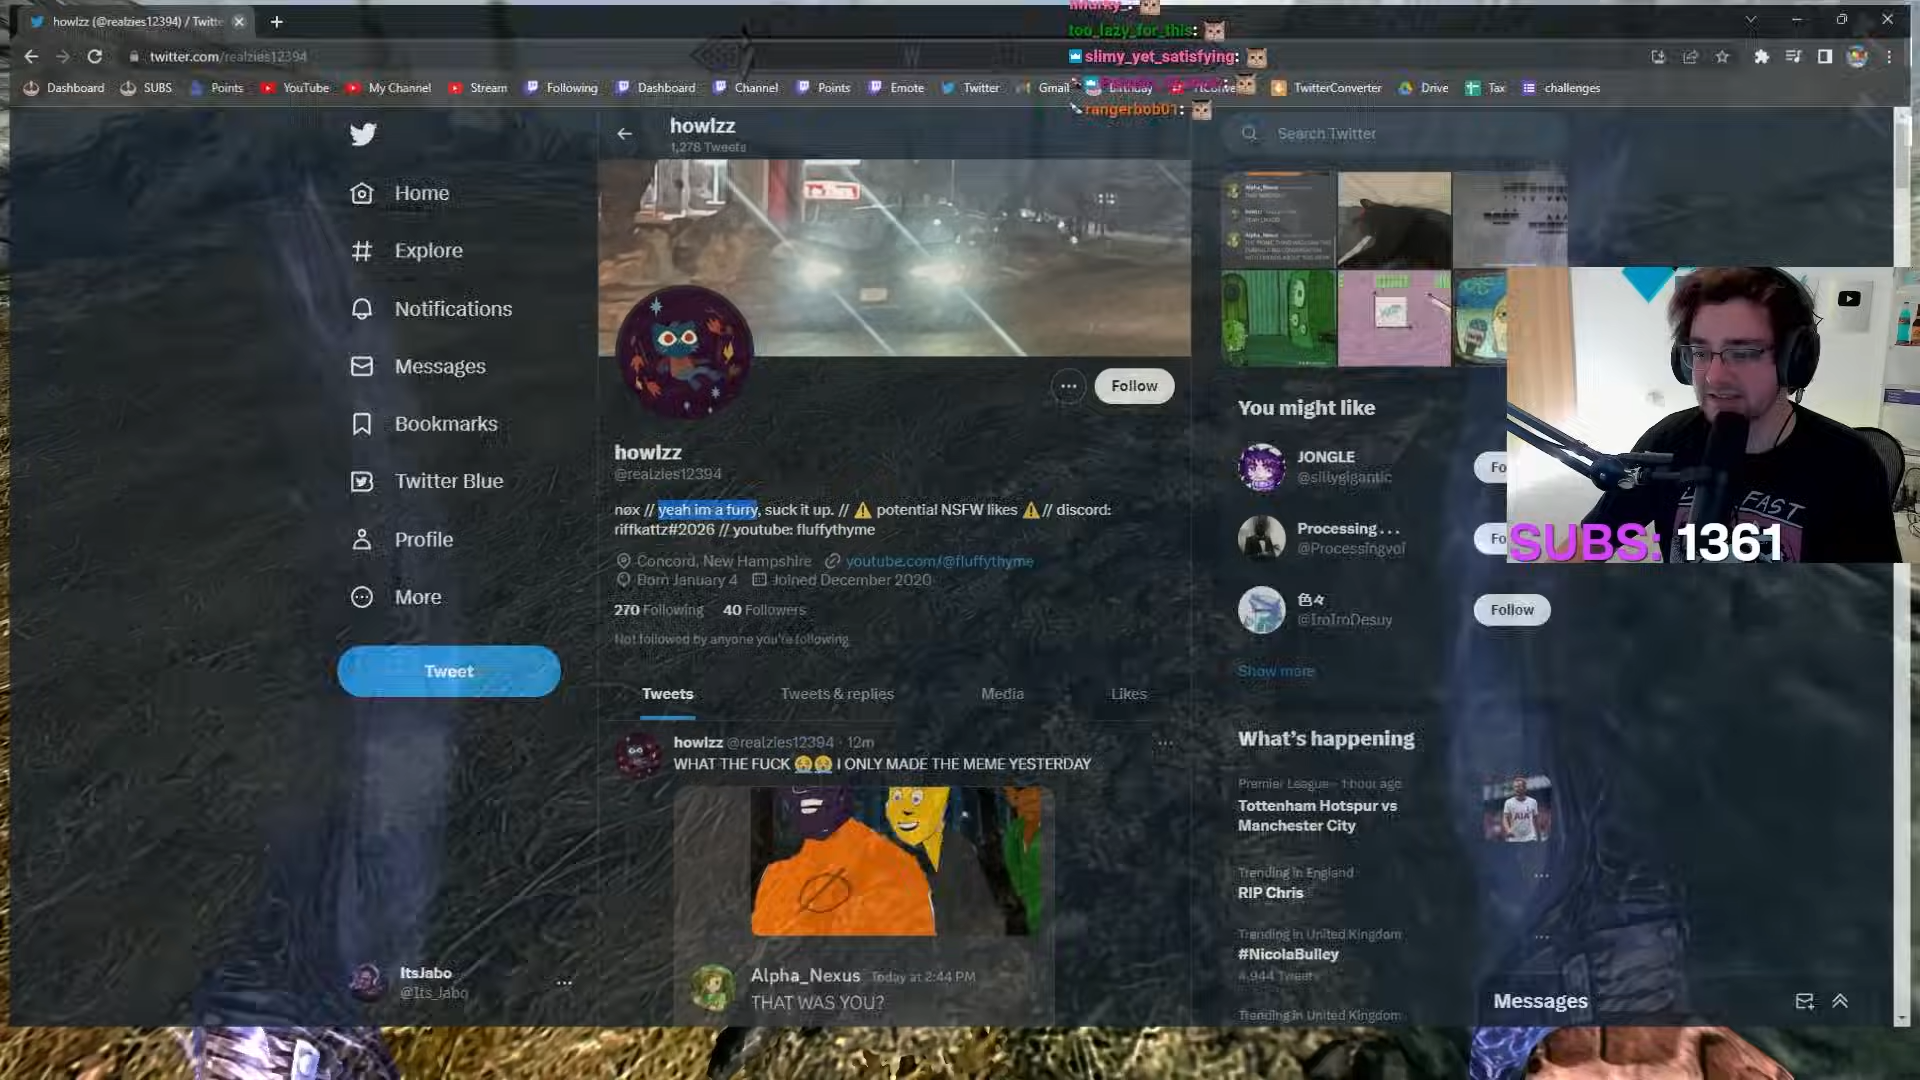 howlzz (@realzies12394) / Twitte
twitter.com/realzies12394
too_lazy_for_this:
slimy_yet_satisfying:
rangerbob01:
Dashboard SUBS Points YouTube My Channel Stream Following Dashboard Channel Points Emote Twitter Gmail TwitterConverter Drive Tax challenges
howlzz
1,278 Tweets
Search Twitter
Home
Explore
Notifications
Messages
Bookmarks
Twitter Blue
Profile
More
Tweet
ItsJabo
@Its_Jabo
Follow
howlzz
@realzies12394
nøx // yeah im a furry, suck it up. // ⚠️ potential NSFW likes ⚠️ // discord:
riffkattz#2026 // youtube: fluffythyme
Concord, New Hampshire youtube.com/@fluffythyme
Born January 4 Joined December 2020
270 Following 40 Followers
Not followed by anyone you're following
Tweets Tweets & replies Media Likes
howlzz @realzies12394 · 12m
WHAT THE FUCK 😭😭 I ONLY MADE THE MEME YESTERDAY
Alpha_Nexus Today at 2:44 PM
THAT WAS YOU?
You might like
JONGLE
@sillygigantic
Fo
Processing . . .
@Processingvoi
Fo
色々
@IroIroDesuy
Follow
Show more
What's happening
Premier League · 1 hour ago
Tottenham Hotspur vs
Manchester City
Trending in England
RIP Chris
Trending in United Kingdom
#NicolaBulley
4,944 Tweets
Trending in United Kingdom
Messages
FAST
SUBS: 1361